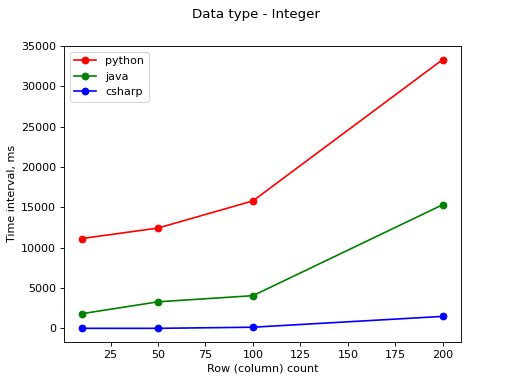 Data type - Integer
35000
30000
25000
20000
15000
10000
5000
0
Time interval, ms
python
java
csharp
25 50 75 100 125 150 175 200
Row (column) count